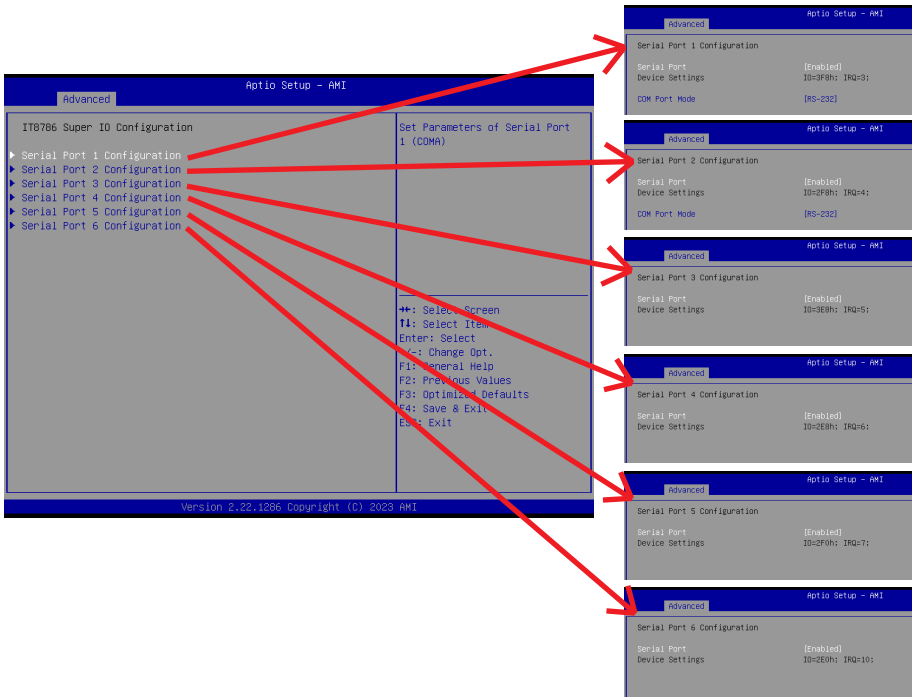 Aptio Setup – AMI
Advanced
IT8786 Super IO Configuration
Serial Port 1 Configuration
Serial Port 2 Configuration
Serial Port 3 Configuration
Serial Port 4 Configuration
Serial Port 5 Configuration
Serial Port 6 Configuration
Set Parameters of Serial Port
1 (COMA)
→←: Select Screen
↑↓: Select Item
Enter: Select
/-: Change Opt.
F1: General Help
F2: Previous Values
F3: Optimized Defaults
F4: Save & Exit
ESC: Exit
Version 2.22.1286 Copyright (C) 2023 AMI
Aptio Setup – AMI
Advanced
Serial Port 1 Configuration
Serial Port [Enabled]
Device Settings IO=3F8h; IRQ=3;
COM Port Mode [RS-232]
Aptio Setup – AMI
Advanced
Serial Port 2 Configuration
Serial Port [Enabled]
Device Settings IO=2F8h; IRQ=4;
COM Port Mode [RS-232]
Aptio Setup – AMI
Advanced
Serial Port 3 Configuration
Serial Port [Enabled]
Device Settings IO=3E8h; IRQ=5;
Aptio Setup – AMI
Advanced
Serial Port 4 Configuration
Serial Port [Enabled]
Device Settings IO=2E8h; IRQ=6;
Aptio Setup – AMI
Advanced
Serial Port 5 Configuration
Serial Port [Enabled]
Device Settings IO=2F0h; IRQ=7;
Aptio Setup – AMI
Advanced
Serial Port 6 Configuration
Serial Port [Enabled]
Device Settings IO=2E0h; IRQ=10;